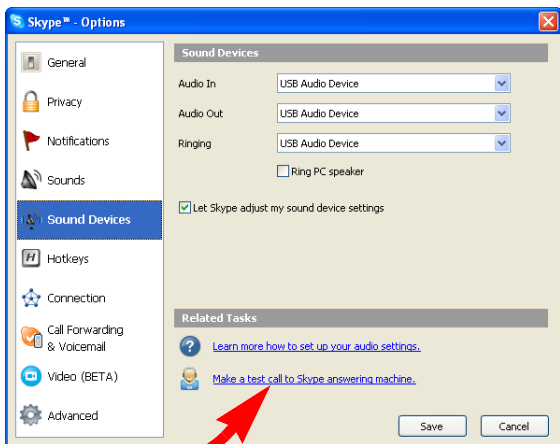 Skype™ - Options
General
Privacy
Notifications
Sounds
Sound Devices
Hotkeys
Connection
Call Forwarding
& Voicemail
Video (BETA)
Advanced
Sound Devices
Audio In USB Audio Device
Audio Out USB Audio Device
Ringing USB Audio Device
Ring PC speaker
Let Skype adjust my sound device settings
Related Tasks
Learn more how to set up your audio settings.
Make a test call to Skype answering machine.
Save Cancel